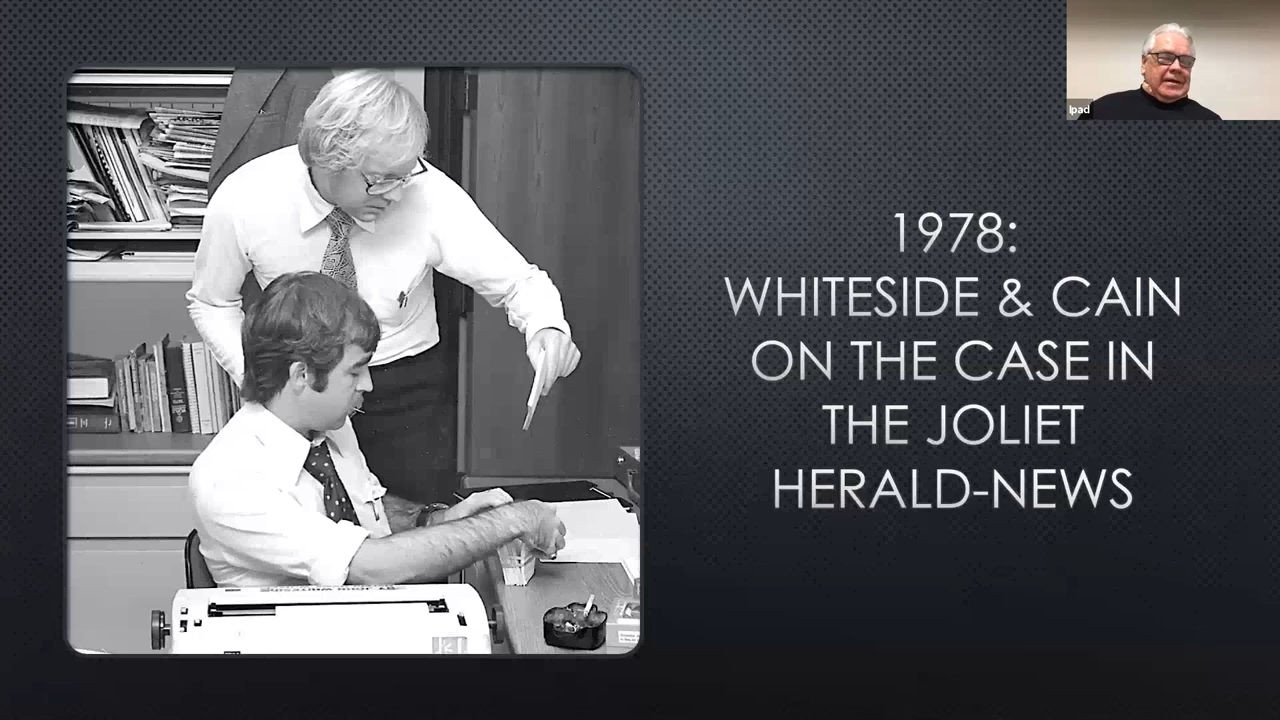 Ipad
1978:
WHITESIDE & CAIN
ON THE CASE IN
THE JOLIET
HERALD-NEWS